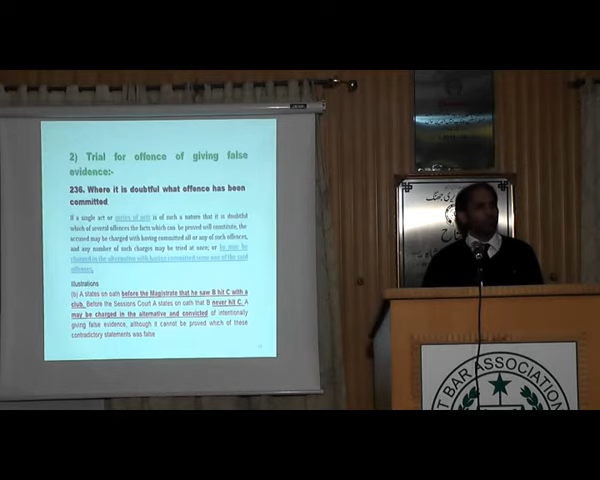 2) Trial for offence of giving false
evidence:-
236. Where it is doubtful what offence has been
committed
If a single act or series of acts is of such a nature that it is doubtful
which of several offences the facts which can be proved will constitute, the
accused may be charged with having committed all or any of such offences,
and any number of such charges may be tried at once; or he may be
charged in the alternative with having committed some one of the said
offences.
Illustrations
(b) A states on oath before the Magistrate that he saw B hit C with a
club. Before the Sessions Court A states on oath that B never hit C. A
may be charged in the alternative and convicted of intentionally
giving false evidence, although it cannot be proved which of these
contradictory statements was false
T BAR ASSOCIATION